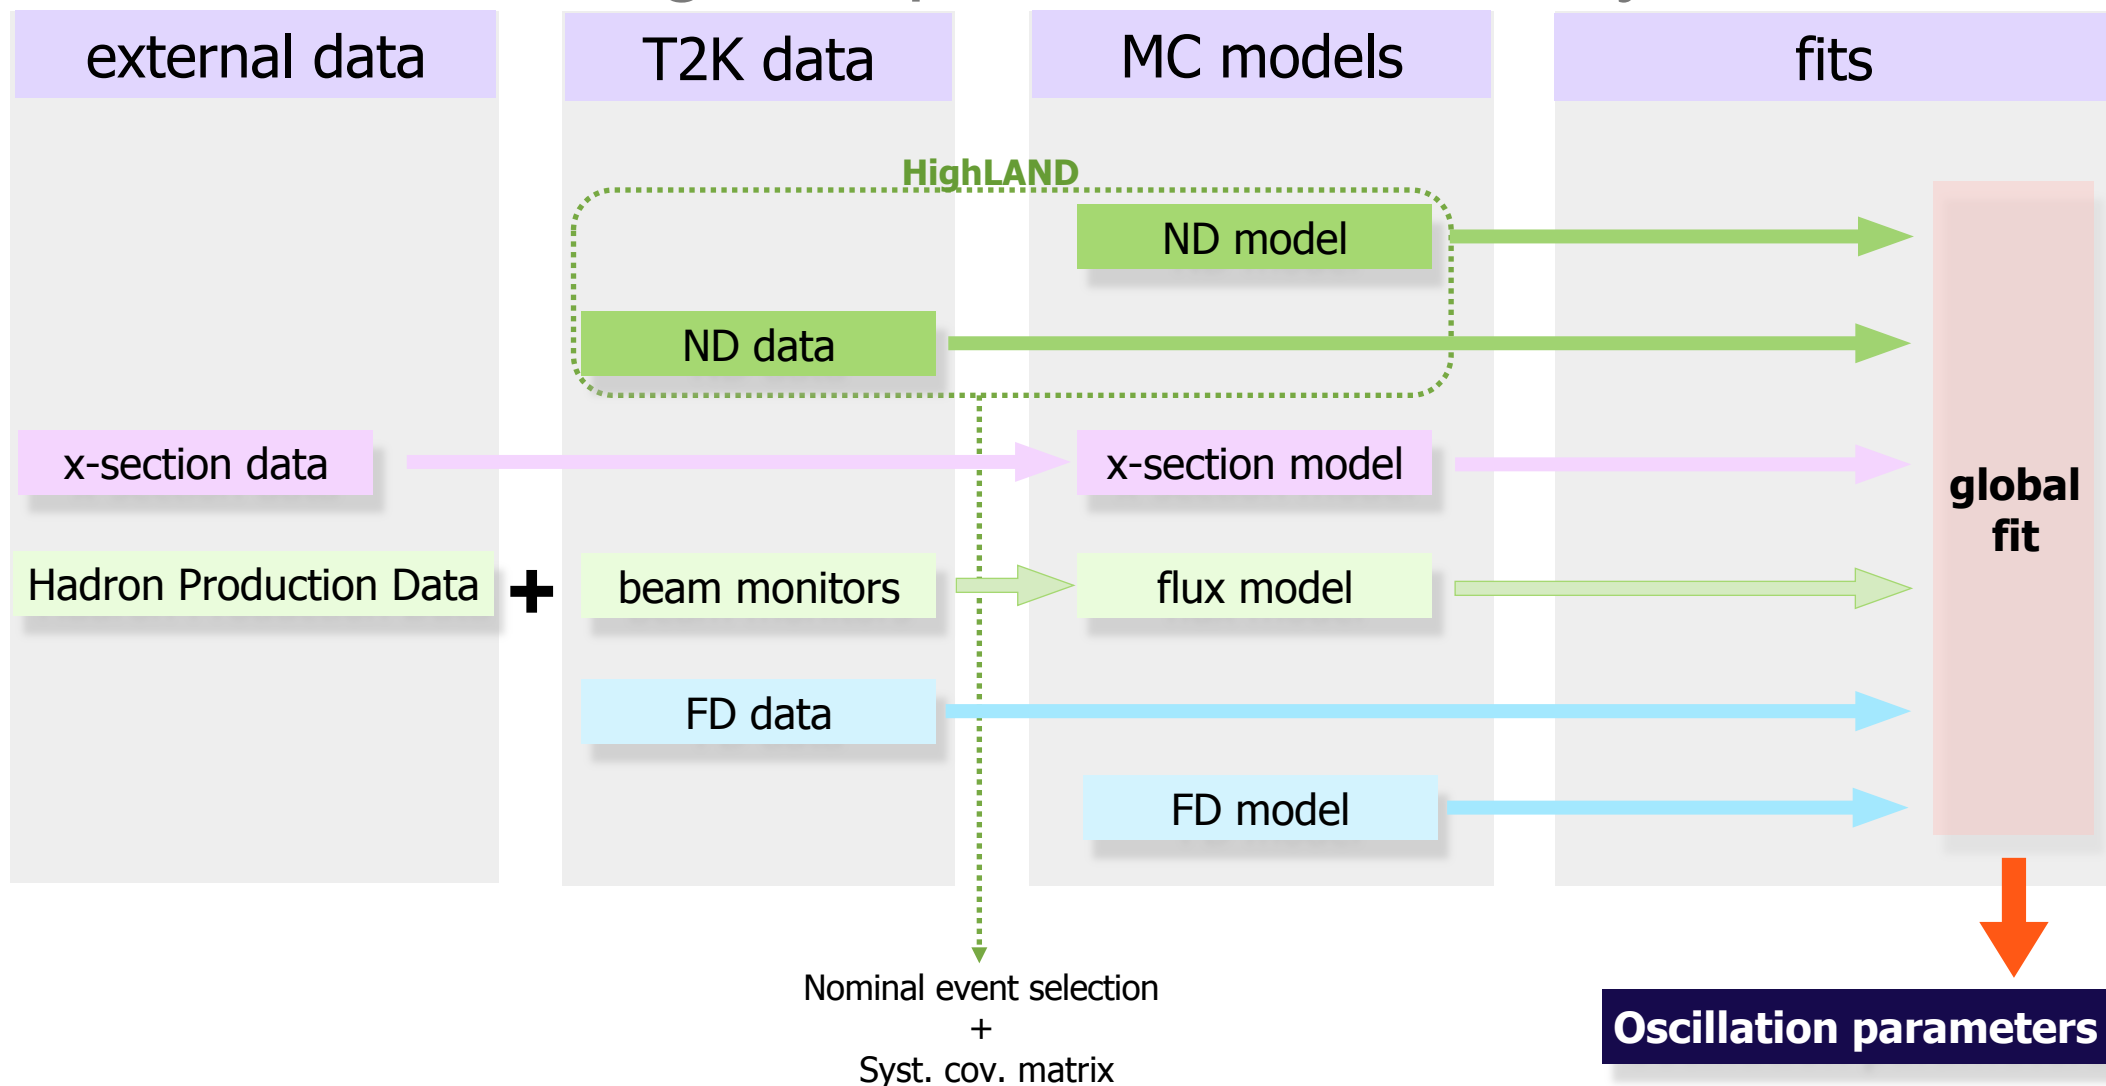 external data
T2K data
MC models
fits
HighLAND
ND model
ND data
x-section data
x-section model
global
fit
Hadron Production Data
+
beam monitors
flux model
FD data
FD model
Nominal event selection
+
Syst. cov. matrix
Oscillation parameters